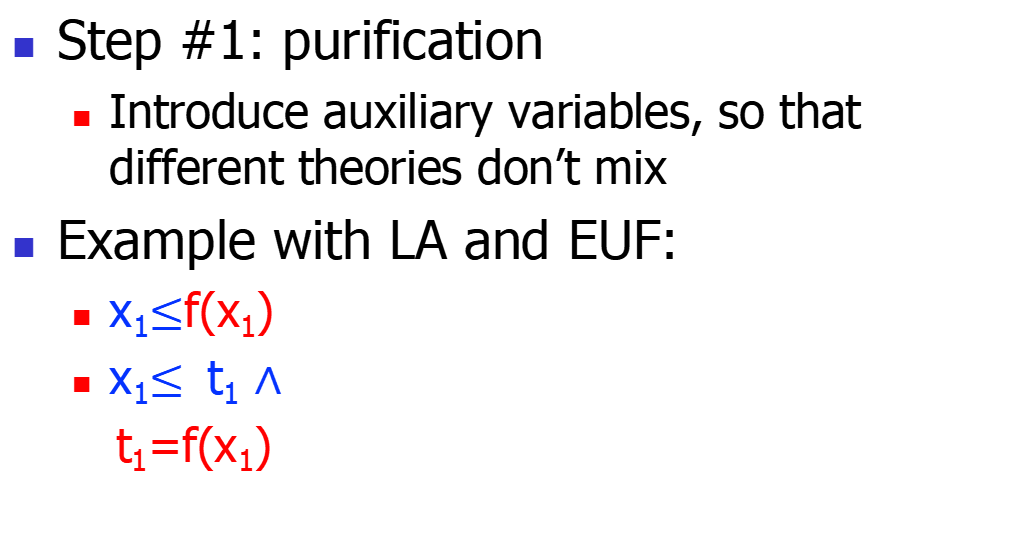 Step #1: purification
Introduce auxiliary variables, so that
different theories don’t mix
Example with LA and EUF:
x₁≤f(x₁)
x₁≤ t₁ ∧
t₁=f(x₁)